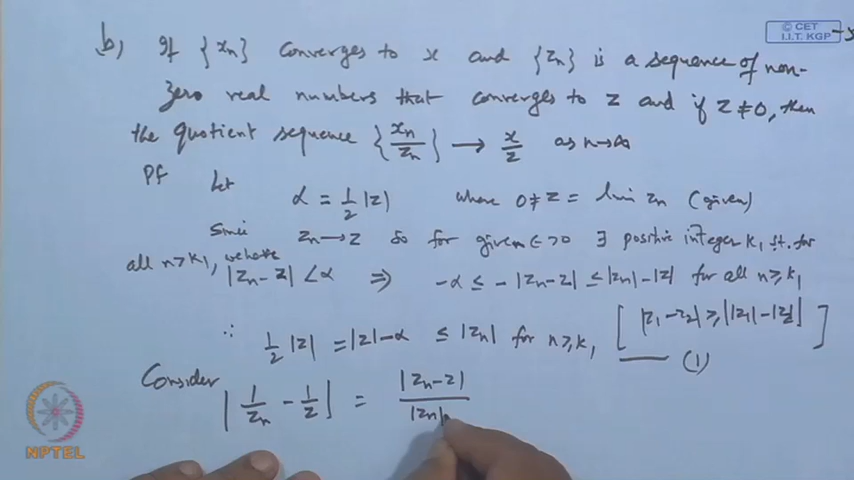 © CET
I.I.T. KGP
b) If {xn} converges to x and {zn} is a sequence of non-
zero real numbers that converges to z and if z ≠ 0, then
the quotient sequence {xn/zn} → x/z as n→∞
Pf Let α = 1/2 |z| where 0 ≠ z = lim zn (given)
Since zn → z so for given ∈ >0 ∃ positive integer k1 s.t. for
all n ≥ k1, we have
|zn - z| < α ⇒ -α ≤ - |zn - z| ≤ |zn| - |z| for all n ≥ k1
∴ 1/2 |z| = |z| - α ≤ |zn| for n ≥ k1 [ |z1 - z2| ≥ ||z1| - |z2|| ]
(1)
Consider | 1/zn - 1/z | = |zn - z| / |zn|
NPTEL